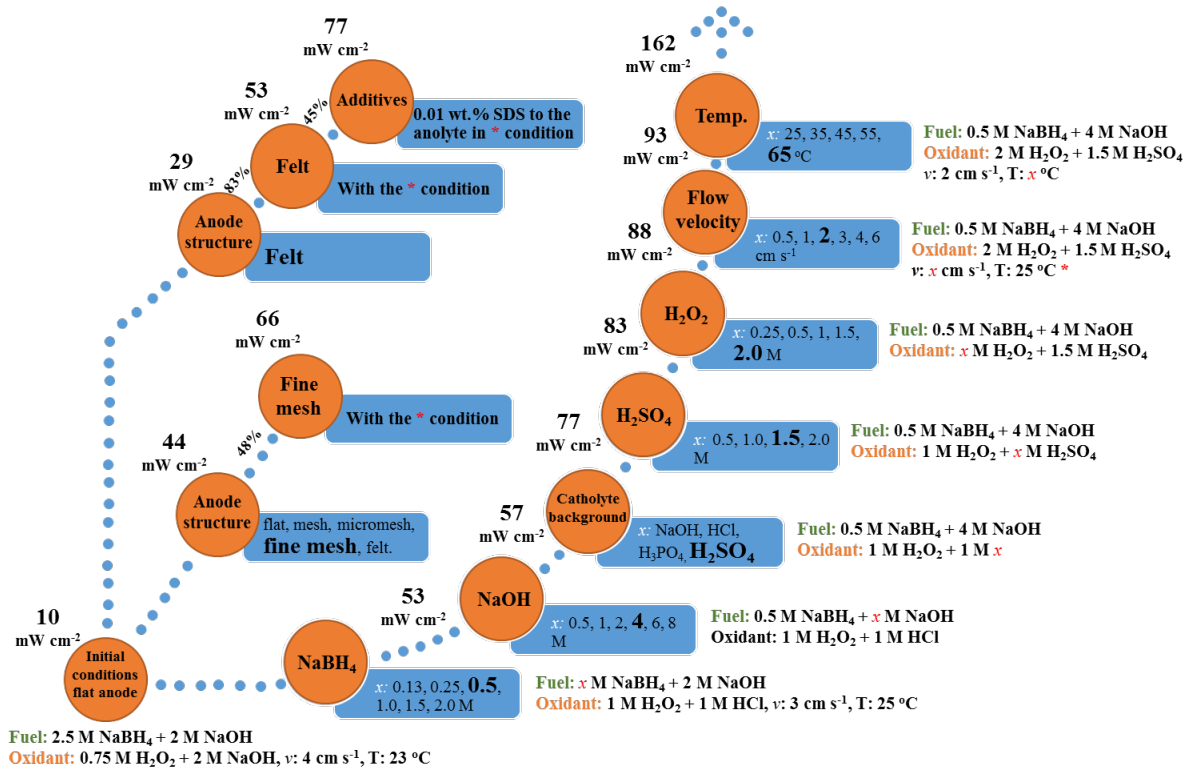 77
mW cm-2
Additives
0.01 wt.% SDS to the
anolyte in * condition
45%
53
mW cm-2
Felt
With the * condition
83%
29
mW cm-2
Anode
structure
Felt
66
mW cm-2
Fine
mesh
With the * condition
48%
44
mW cm-2
Anode
structure
flat, mesh, micromesh,
fine mesh, felt.
10
mW cm-2
Initial
conditions
flat anode
Fuel: 2.5 M NaBH4 + 2 M NaOH
Oxidant: 0.75 M H2O2 + 2 M NaOH, v: 4 cm s-1, T: 23 oC
162
mW cm-2
Temp.
x: 25, 35, 45, 55,
65 oC
Fuel: 0.5 M NaBH4 + 4 M NaOH
Oxidant: 2 M H2O2 + 1.5 M H2SO4
v: 2 cm s-1, T: x oC
93
mW cm-2
Flow
velocity
x: 0.5, 1, 2, 3, 4, 6
cm s-1
Fuel: 0.5 M NaBH4 + 4 M NaOH
Oxidant: 2 M H2O2 + 1.5 M H2SO4
v: x cm s-1, T: 25 oC *
88
mW cm-2
H2O2
x: 0.25, 0.5, 1, 1.5,
2.0 M
Fuel: 0.5 M NaBH4 + 4 M NaOH
Oxidant: x M H2O2 + 1.5 M H2SO4
83
mW cm-2
H2SO4
x: 0.5, 1.0, 1.5, 2.0
M
Fuel: 0.5 M NaBH4 + 4 M NaOH
Oxidant: 1 M H2O2 + x M H2SO4
77
mW cm-2
Catholyte
background
x: NaOH, HCl,
H3PO4, H2SO4
Fuel: 0.5 M NaBH4 + 4 M NaOH
Oxidant: 1 M H2O2 + 1 M x
57
mW cm-2
NaOH
x: 0.5, 1, 2, 4, 6, 8
M
Fuel: 0.5 M NaBH4 + x M NaOH
Oxidant: 1 M H2O2 + 1 M HCl
53
mW cm-2
NaBH4
x: 0.13, 0.25, 0.5,
1.0, 1.5, 2.0 M
Fuel: x M NaBH4 + 2 M NaOH
Oxidant: 1 M H2O2 + 1 M HCl, v: 3 cm s-1, T: 25 oC